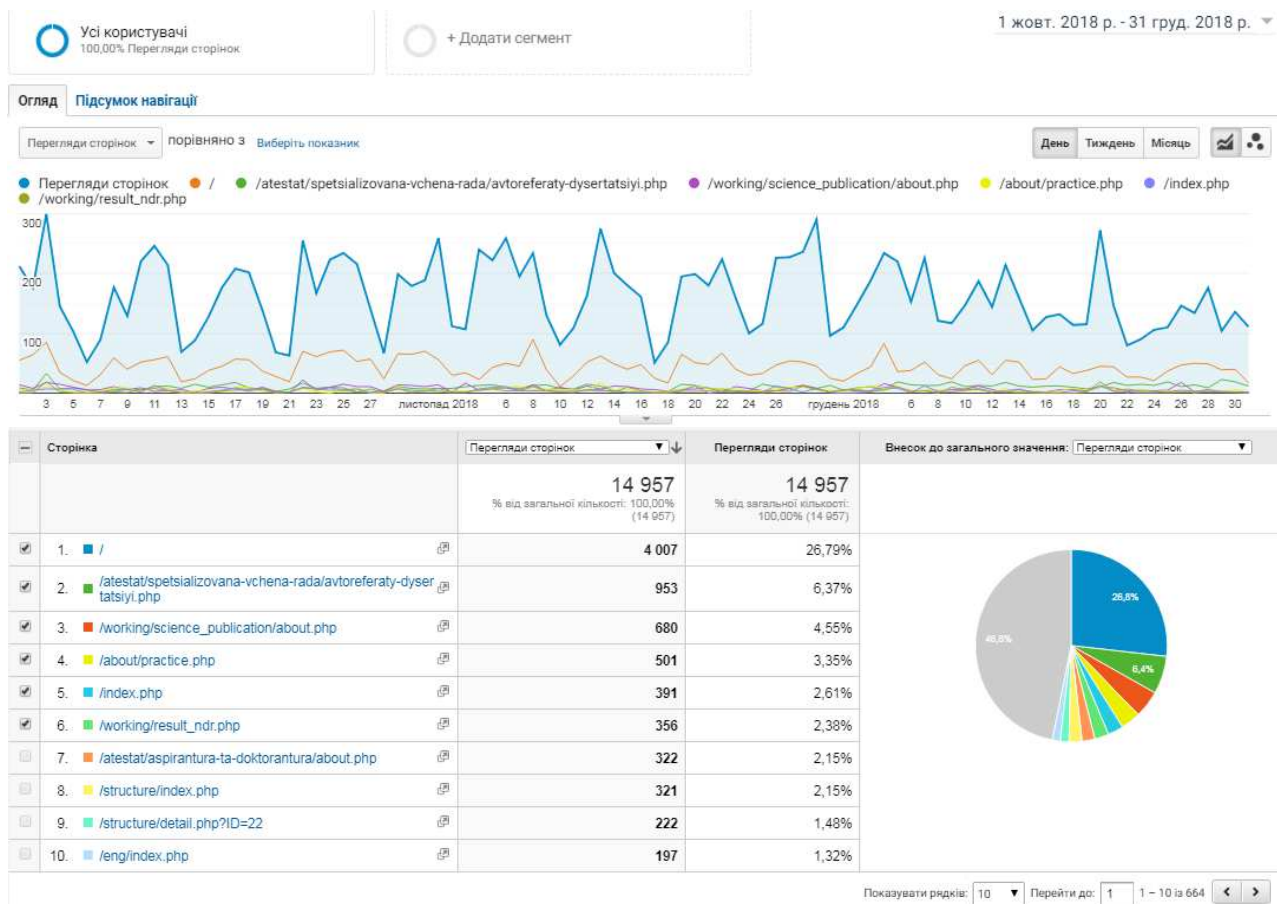 Усі користувачі
100,00% Перегляди сторінок
+ Додати сегмент
1 жовт. 2018 р. - 31 груд. 2018 р.
Огляд Підсумок навігації
Перегляди сторінок порівняно з Виберіть показник
День Тиждень Місяць
Перегляди сторінок / /atestat/spetsializovana-vchena-rada/avtoreferaty-dysertatsiyi.php /working/science_publication/about.php /about/practice.php /index.php
/working/result_ndr.php
300
200
100
3 5 7 9 11 13 15 17 19 21 23 25 27 листопад 2018 6 8 10 12 14 16 18 20 22 24 26 грудень 2018 6 8 10 12 14 16 18 20 22 24 26 28 30
Сторінка Перегляди сторінок Перегляди сторінок Внесок до загального значення: Перегляди сторінок
14 957 14 957
% від загальної кількості: 100,00% (14 957) % від загальної кількості: 100,00% (14 957)
1. / 4 007 26,79%
2. /atestat/spetsializovana-vchena-rada/avtoreferaty-dyser
tatsiyi.php 953 6,37%
3. /working/science_publication/about.php 680 4,55%
4. /about/practice.php 501 3,35%
5. /index.php 391 2,61%
6. /working/result_ndr.php 356 2,38%
7. /atestat/aspirantura-ta-doktorantura/about.php 322 2,15%
8. /structure/index.php 321 2,15%
9. /structure/detail.php?ID=22 222 1,48%
10. /eng/index.php 197 1,32%
26,8%
6,4%
46,8%
Показувати рядків: 10 Перейти до: 1 1 – 10 із 664